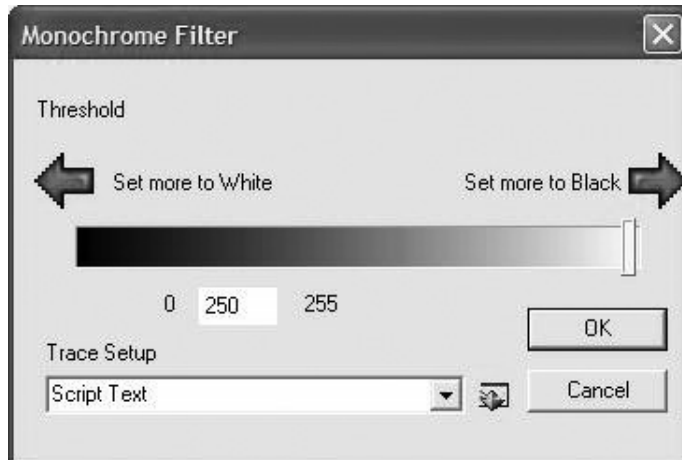 Monochrome Filter
Threshold
Set more to White Set more to Black
0 250 255
OK
Trace Setup
Script Text
Cancel